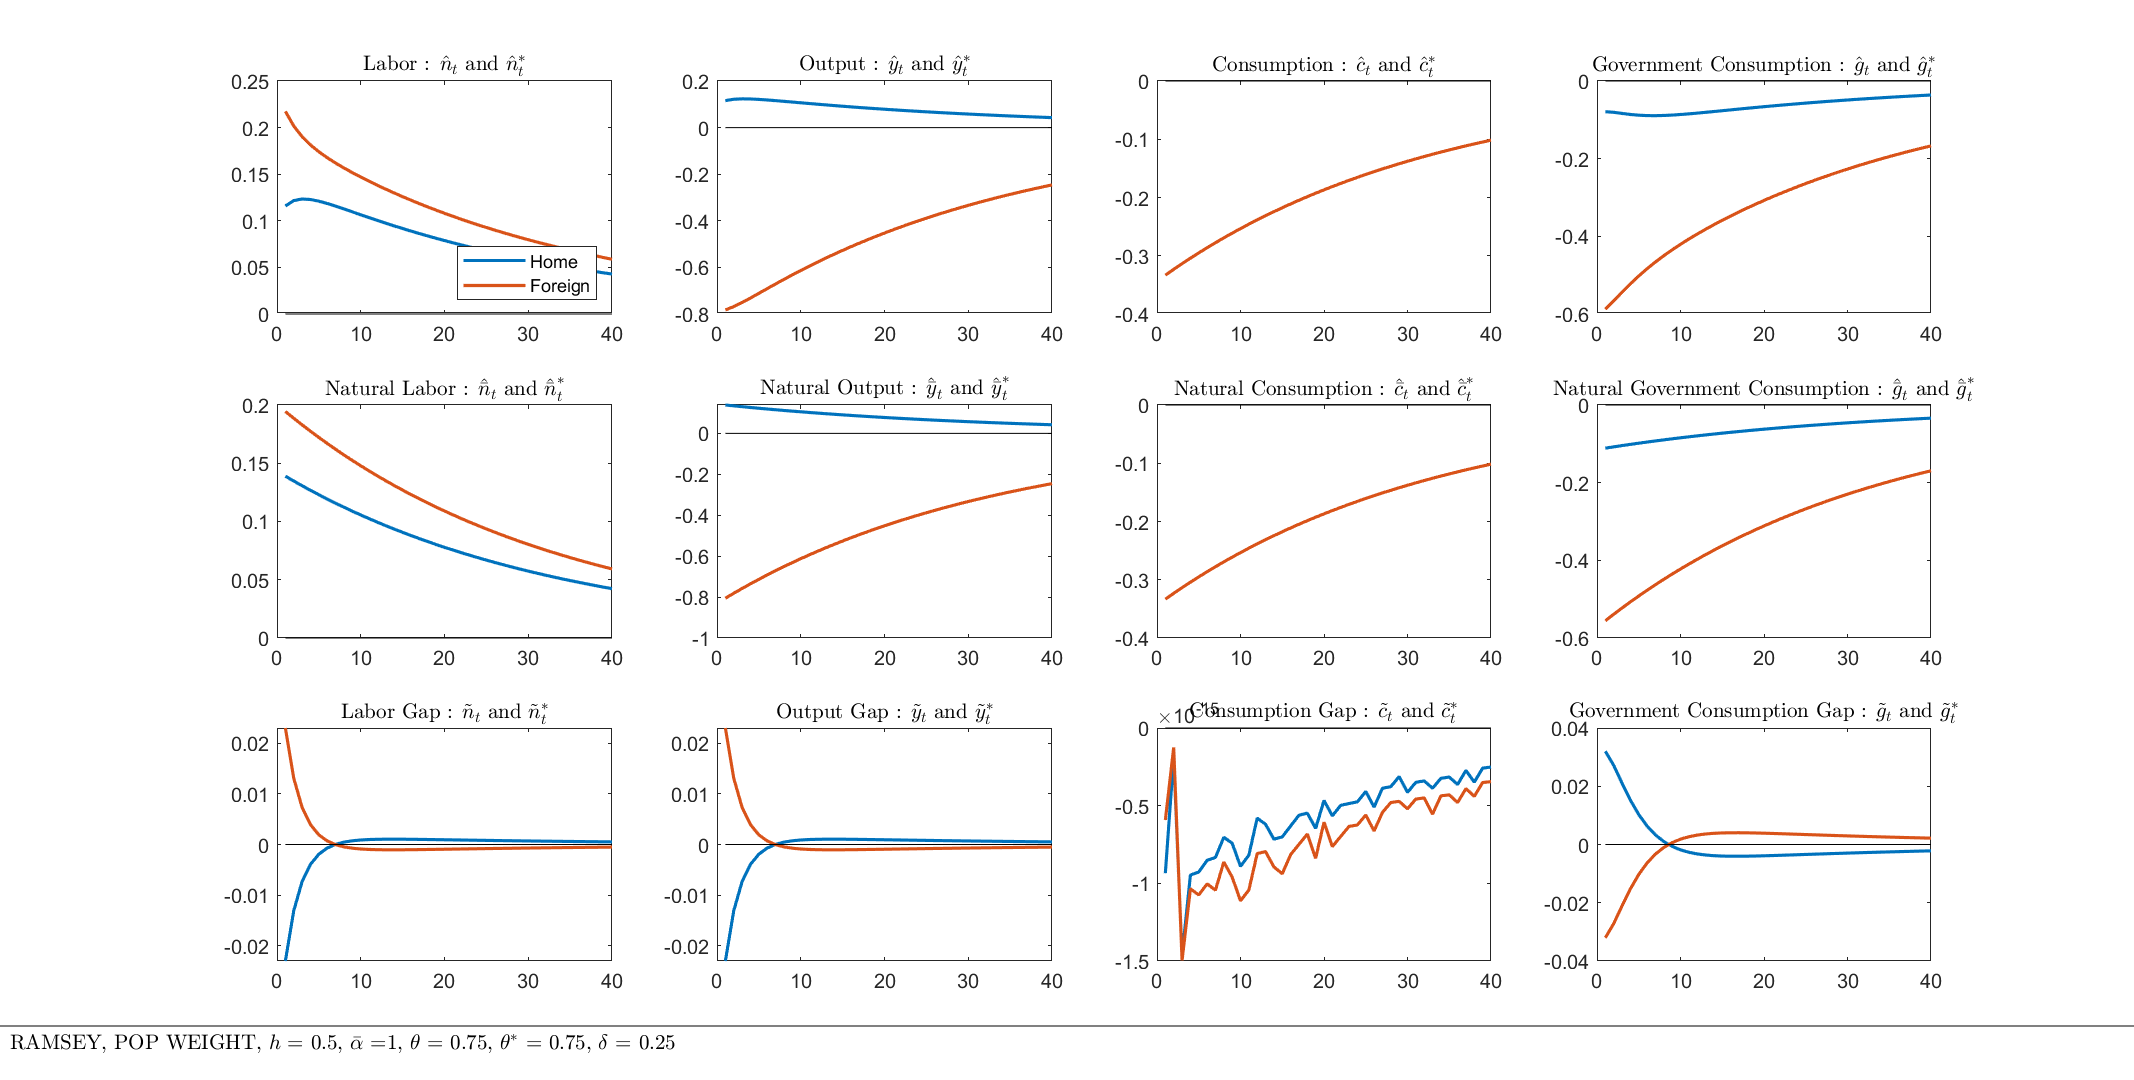 Labor : n̂ₜ and n̂ₜ*
0.25
0.2
0.15
0.1
0.05
0
0 10 20 30 40
Home
Foreign
Output : ŷₜ and ŷₜ*
0.2
0
-0.2
-0.4
-0.6
-0.8
0 10 20 30 40
Consumption : ĉₜ and ĉₜ*
0
-0.1
-0.2
-0.3
-0.4
0 10 20 30 40
Government Consumption : ĝₜ and ĝₜ*
0
-0.2
-0.4
-0.6
0 10 20 30 40
Natural Labor : n̄̂ₜ and n̄̂ₜ*
0.2
0.15
0.1
0.05
0
0 10 20 30 40
Natural Output : ȳ̂ₜ and ȳ̂ₜ*
0
-0.2
-0.4
-0.6
-0.8
-1
0 10 20 30 40
Natural Consumption : c̄̂ₜ and c̄̂ₜ*
0
-0.1
-0.2
-0.3
-0.4
0 10 20 30 40
Natural Government Consumption : ḡ̂ₜ and ḡ̂ₜ*
0
-0.2
-0.4
-0.6
0 10 20 30 40
Labor Gap : ñₜ and ñₜ*
0.02
0.01
0
-0.01
-0.02
0 10 20 30 40
Output Gap : ỹₜ and ỹₜ*
0.02
0.01
0
-0.01
-0.02
0 10 20 30 40
Consumption Gap : c̃ₜ and c̃ₜ*
×10⁻¹⁵
0
-0.5
-1
-1.5
0 10 20 30 40
Government Consumption Gap : g̃ₜ and g̃ₜ*
0.04
0.02
0
-0.02
-0.04
0 10 20 30 40
RAMSEY, POP WEIGHT, h = 0.5, ᾱ =1, θ = 0.75, θ* = 0.75, δ = 0.25